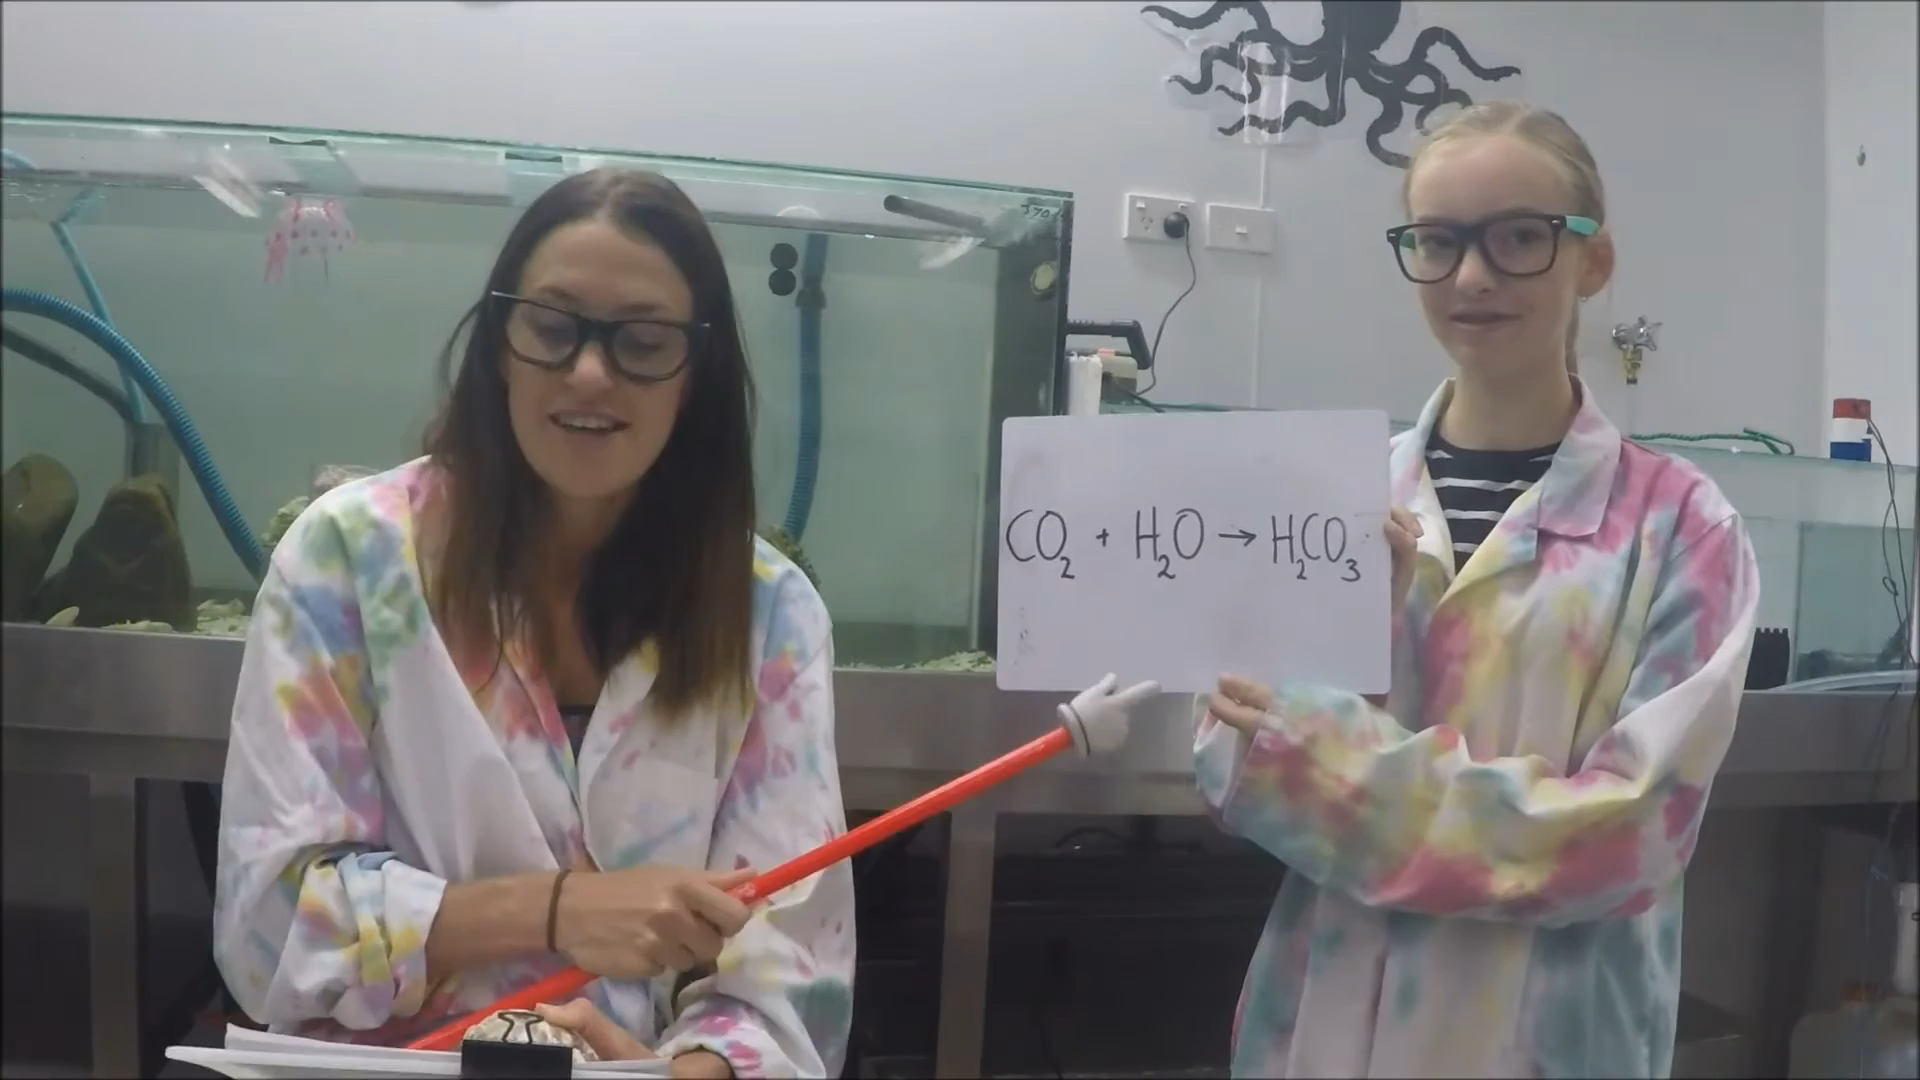 CO₂ + H₂O → H₂CO₃